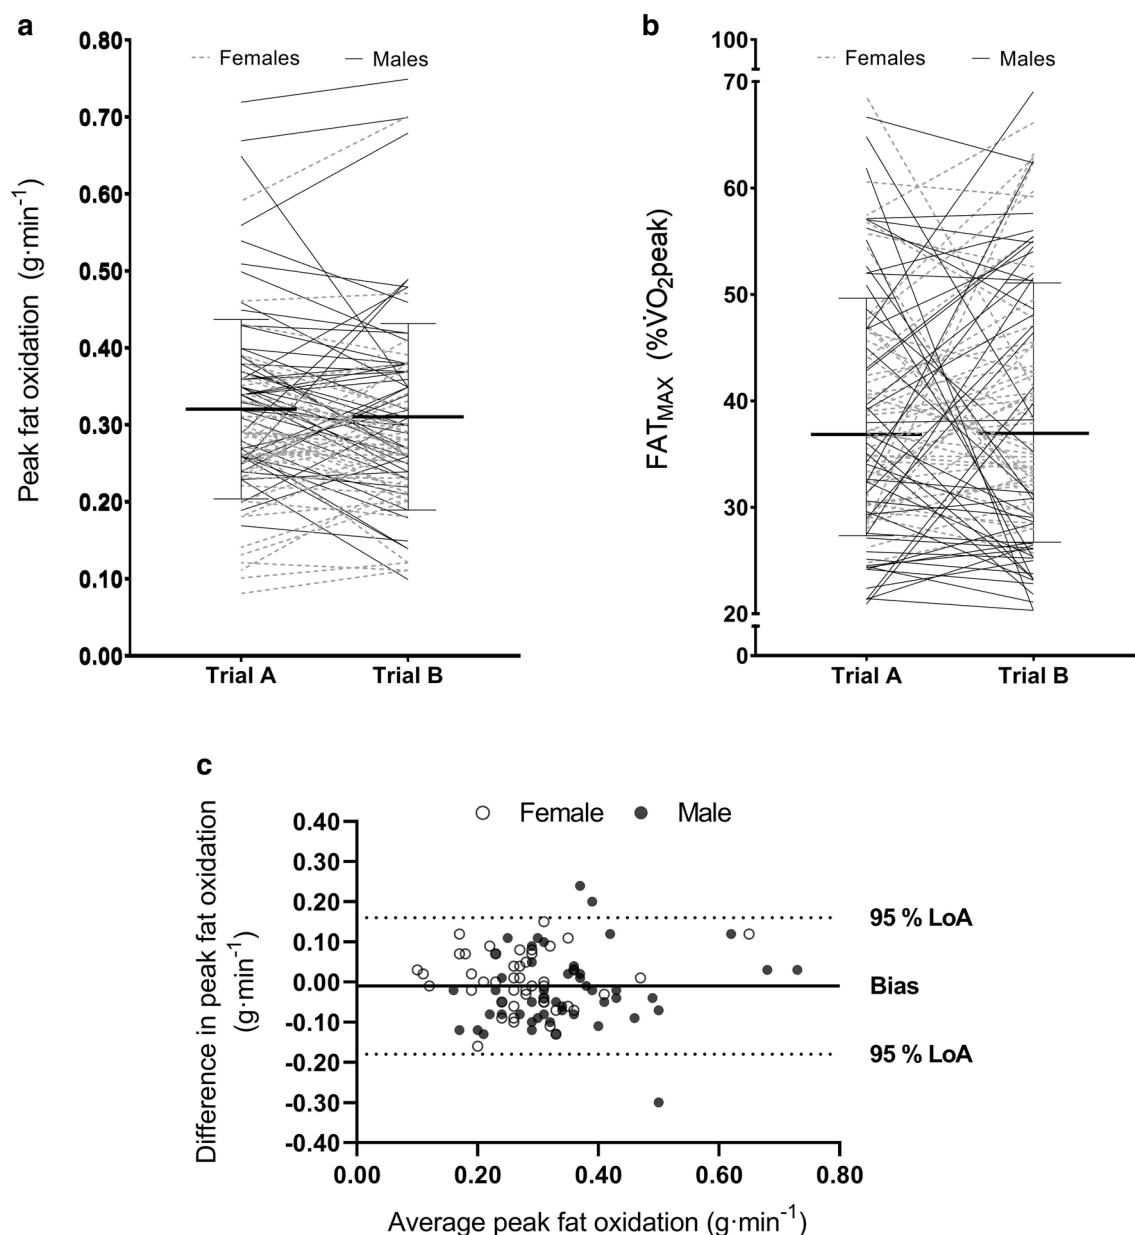 a
Females
Males
0.80
0.70
0.60
0.50
0.40
0.30
0.20
0.10
0.00
Peak fat oxidation (g·min⁻¹)
Trial A
Trial B
b
Females
Males
100
70
60
50
40
30
20
0
FAT_MAX (%V̇O₂peak)
Trial A
Trial B
c
Female
Male
0.40
0.30
0.20
0.10
0.00
-0.10
-0.20
-0.30
-0.40
Difference in peak fat oxidation
(g·min⁻¹)
95 % LoA
Bias
95 % LoA
0.00
0.20
0.40
0.60
0.80
Average peak fat oxidation (g·min⁻¹)